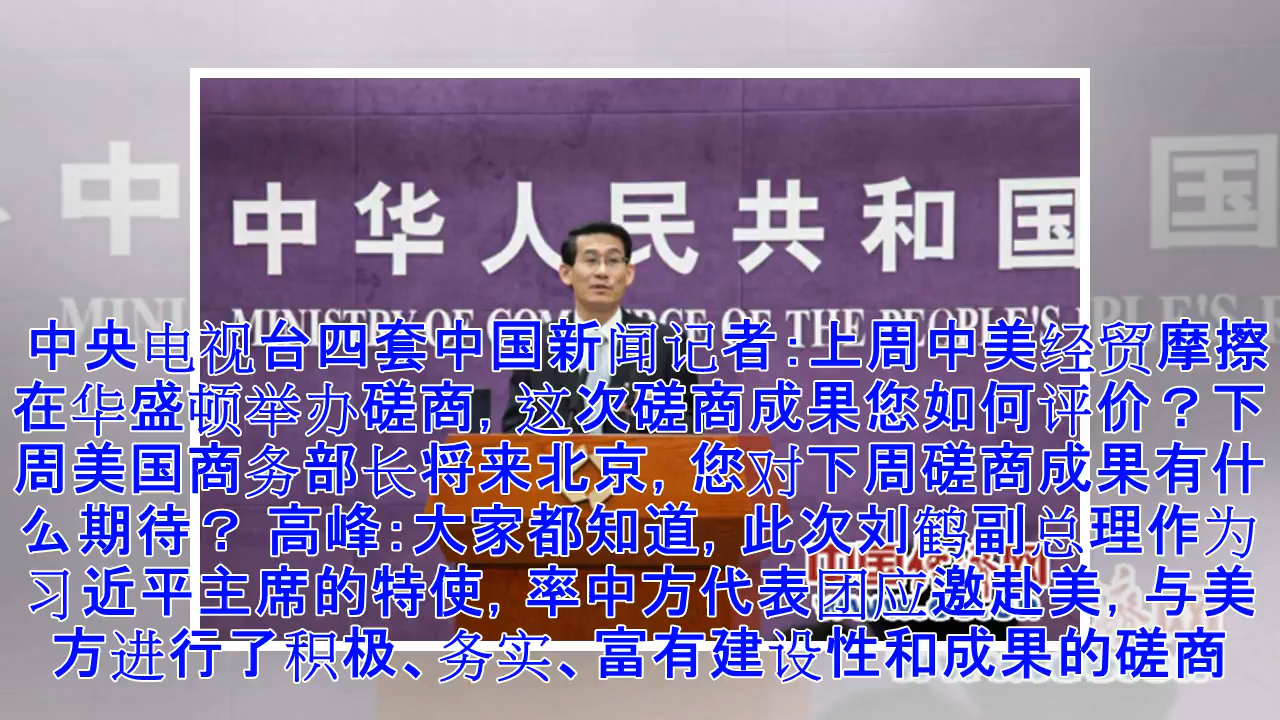 中华人民共和国
MINISTRY OF COMMERCE OF THE PEOPLE'S
中央电视台四套中国新闻记者:上周中美经贸摩擦
在华盛顿举办磋商,这次磋商成果您如何评价?下
周美国商务部长将来北京,您对下周磋商成果有什
么期待? 高峰:大家都知道,此次刘鹤副总理作为
习近平主席的特使,率中方代表团应邀赴美,与美
方进行了积极、务实、富有建设性和成果的磋商